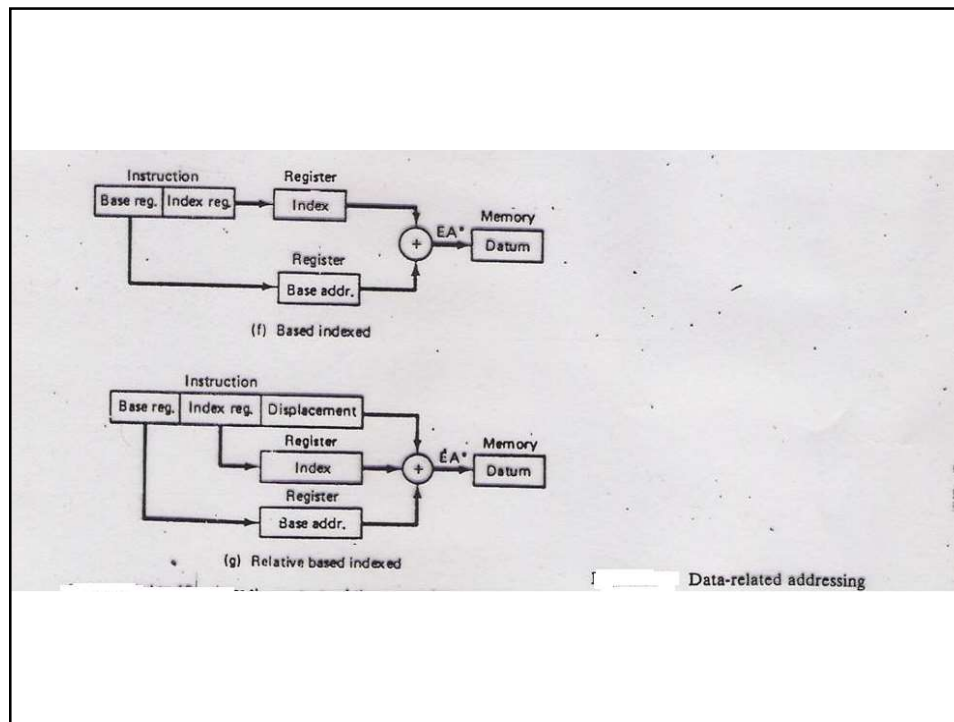 Instruction
Register
Base reg. Index reg.
Index
Memory
EA*
Datum
Register
Base addr.
(f) Based indexed
Instruction
Base reg. Index reg. Displacement
Register
Memory
Index
EA*
Datum
Register
Base addr.
(g) Relative based indexed
Data-related addressing